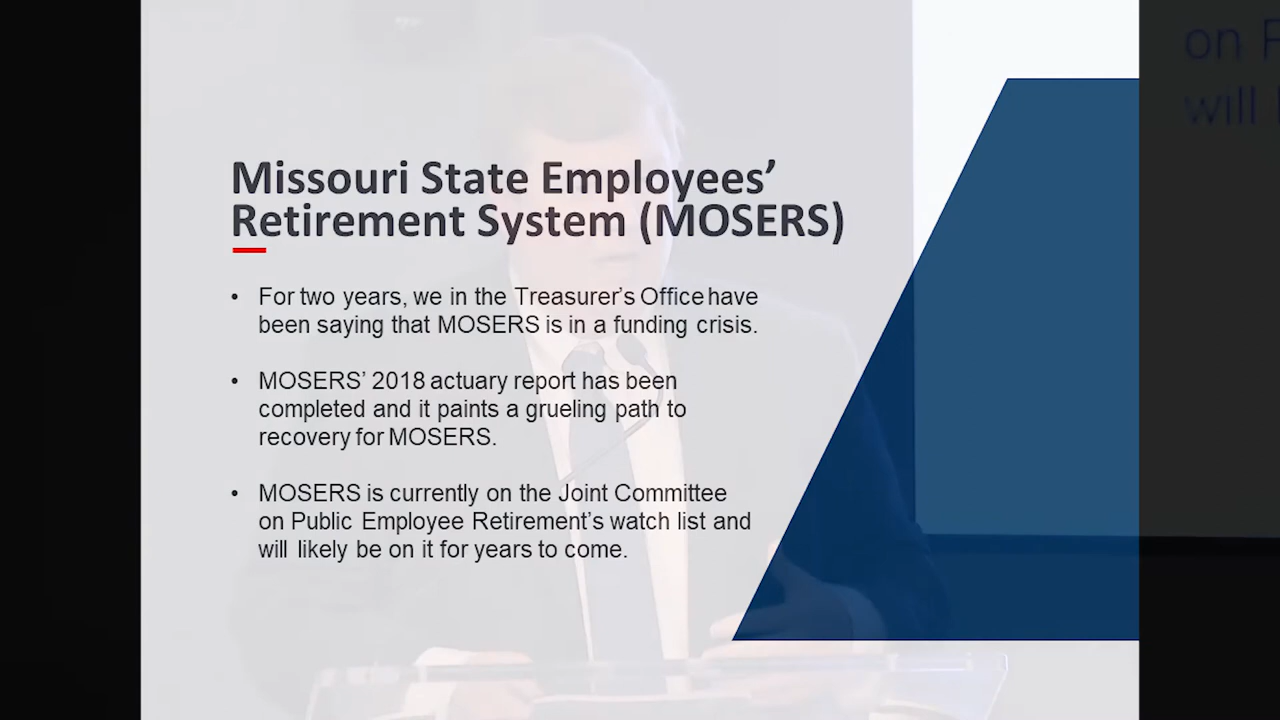 Missouri State Employees’
Retirement System (MOSERS)
• For two years, we in the Treasurer’s Office have
been saying that MOSERS is in a funding crisis.
• MOSERS’ 2018 actuary report has been
completed and it paints a grueling path to
recovery for MOSERS.
• MOSERS is currently on the Joint Committee
on Public Employee Retirement’s watch list and
will likely be on it for years to come.
on
will